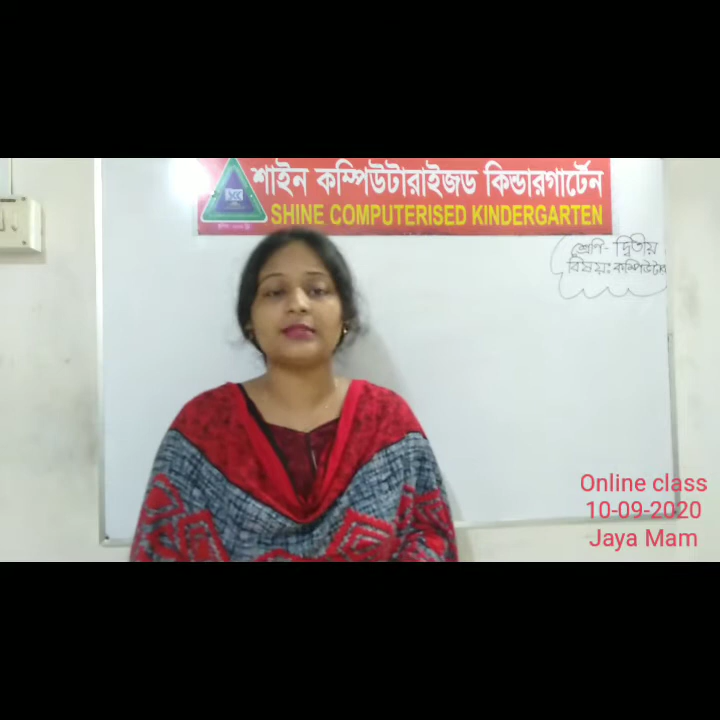 শাইন কম্পিউটারাইজড কিন্ডারগার্টেন
SHINE COMPUTERISED KINDERGARTEN
শ্রেণি- দ্বিতীয়
বিষয়: কম্পিউটার
Online class
10-09-2020
Jaya Mam